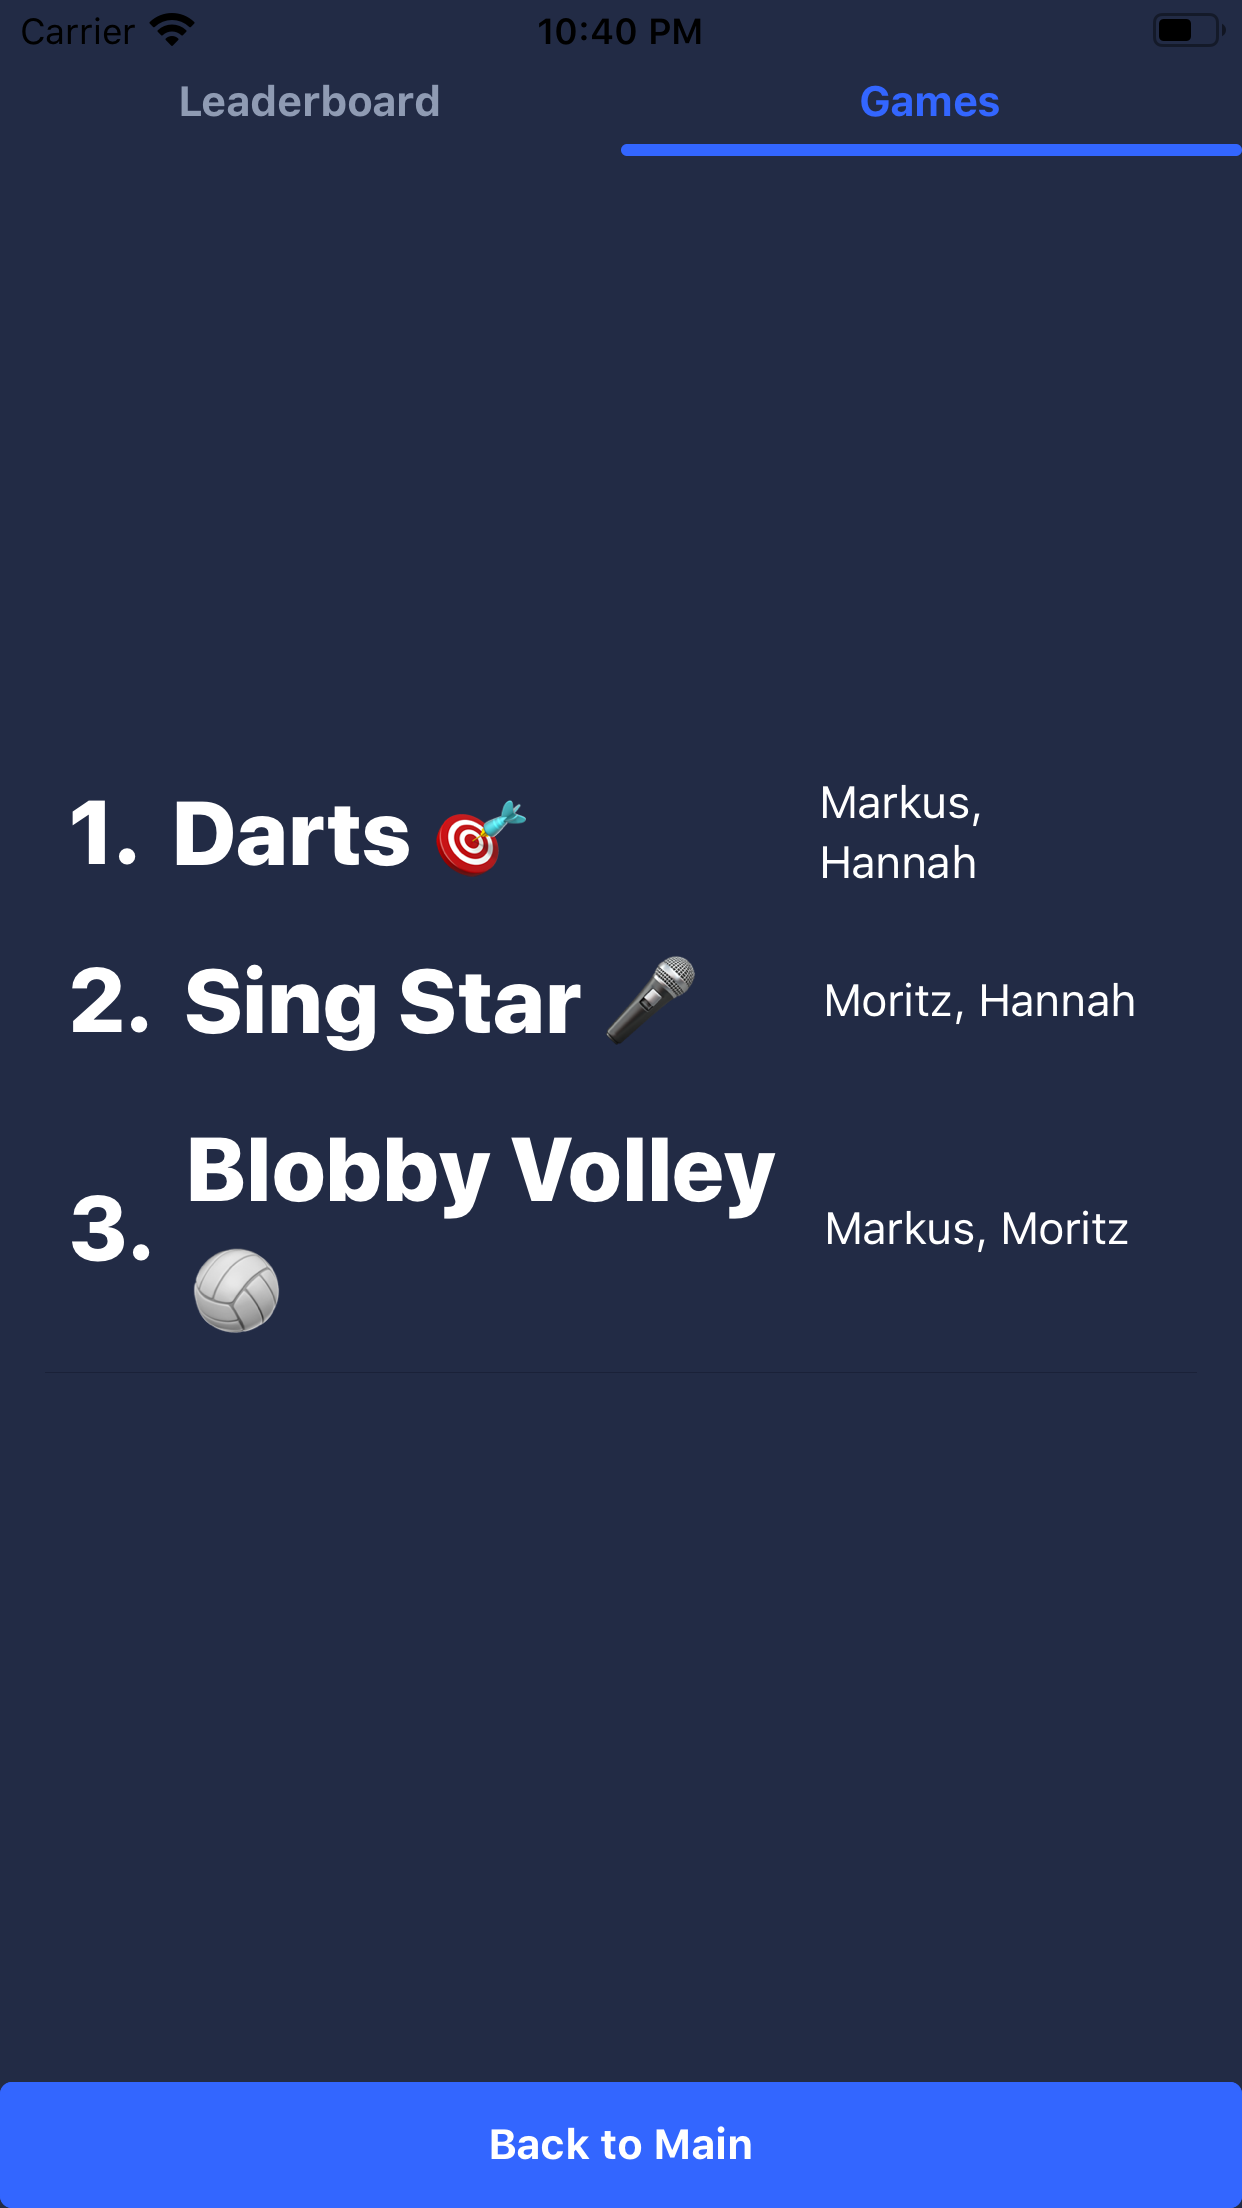 Carrier 10:40 PM
Leaderboard Games
1. Darts 🎯 Markus,
Hannah
2. Sing Star 🎤 Moritz, Hannah
3. Blobby Volley
🏐 Markus, Moritz
Back to Main